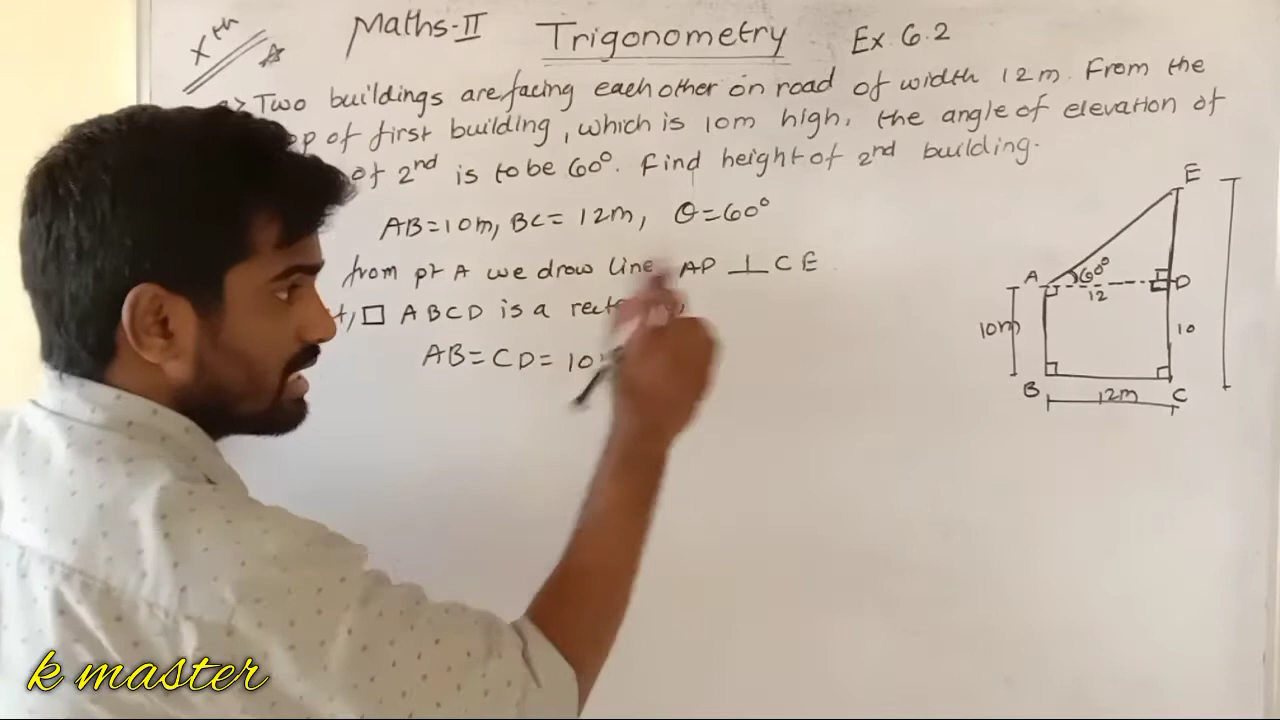 Xth
Maths-II Trigonometry Ex. 6.2
Two buildings are facing each other on road of width 12m. From the
of first building, which is 10m high, the angle of elevation of
of 2nd is to be 60°. Find height of 2nd building.
AB=10m, BC= 12m, θ=60°
from pt A we draw line AD ⊥ CE
□ ABCD is a
AB= CD= 10
E
A 60° D
12
10m 10
B 12m C
k master